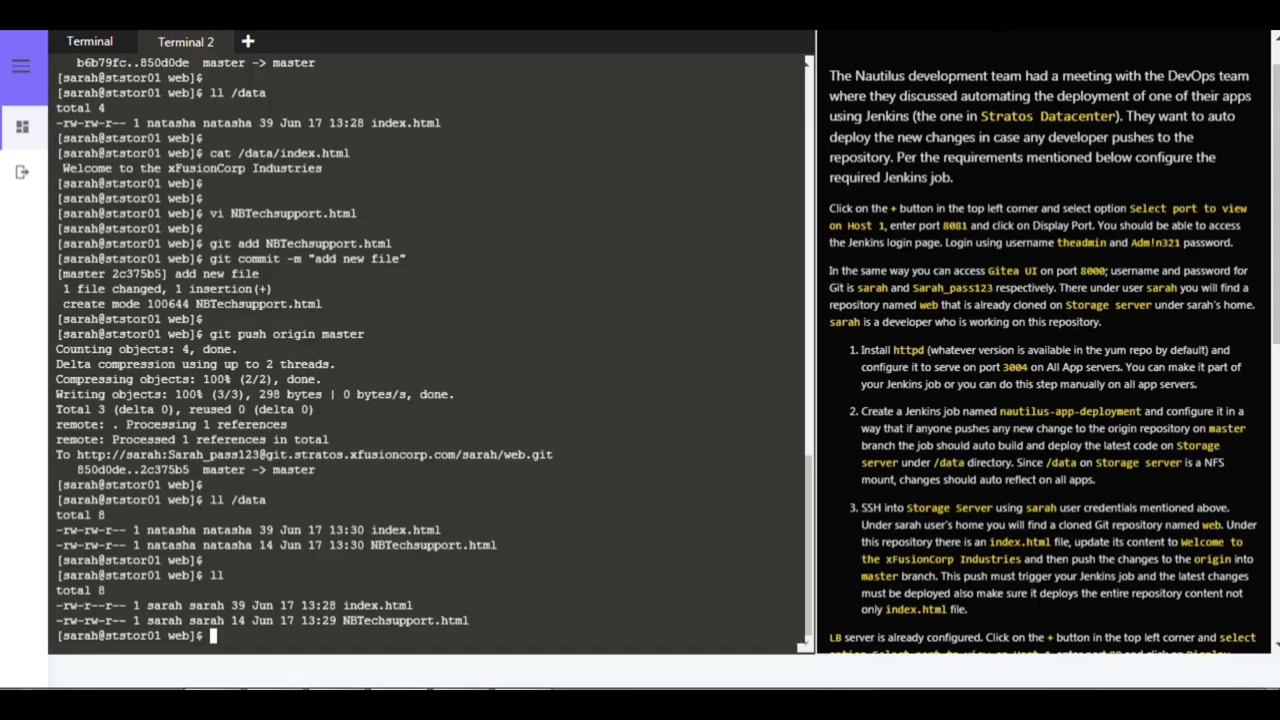 Terminal
Terminal 2
+
b6b79fc..850d0de  master -> master
[sarah@ststor01 web]$
[sarah@ststor01 web]$ ll /data
total 4
-rw-rw-r-- 1 natasha natasha 39 Jun 17 13:28 index.html
[sarah@ststor01 web]$
[sarah@ststor01 web]$ cat /data/index.html
Welcome to the xFusionCorp Industries
[sarah@ststor01 web]$
[sarah@ststor01 web]$
[sarah@ststor01 web]$ vi NBTechsupport.html
[sarah@ststor01 web]$
[sarah@ststor01 web]$ git add NBTechsupport.html
[sarah@ststor01 web]$ git commit -m "add new file"
[master 2c375b5] add new file
1 file changed, 1 insertion(+)
create mode 100644 NBTechsupport.html
[sarah@ststor01 web]$
[sarah@ststor01 web]$ git push origin master
Counting objects: 4, done.
Delta compression using up to 2 threads.
Compressing objects: 100% (2/2), done.
Writing objects: 100% (3/3), 298 bytes | 0 bytes/s, done.
Total 3 (delta 0), reused 0 (delta 0)
remote: . Processing 1 references
remote: Processed 1 references in total
To http://sarah:Sarah_pass123@git.stratos.xfusioncorp.com/sarah/web.git
850d0de..2c375b5  master -> master
[sarah@ststor01 web]$
[sarah@ststor01 web]$ ll /data
total 8
-rw-rw-r-- 1 natasha natasha 39 Jun 17 13:30 index.html
-rw-rw-r-- 1 natasha natasha 14 Jun 17 13:30 NBTechsupport.html
[sarah@ststor01 web]$
[sarah@ststor01 web]$ ll
total 8
-rw-r--r-- 1 sarah sarah 39 Jun 17 13:28 index.html
-rw-rw-r-- 1 sarah sarah 14 Jun 17 13:29 NBTechsupport.html
[sarah@ststor01 web]$
The Nautilus development team had a meeting with the DevOps team
where they discussed automating the deployment of one of their apps
using Jenkins (the one in Stratos Datacenter). They want to auto
deploy the new changes in case any developer pushes to the
repository. Per the requirements mentioned below configure the
required Jenkins job.
Click on the + button in the top left corner and select option Select port to view
on Host 1, enter port 8081 and click on Display Port. You should be able to access
the Jenkins login page. Login using username theadmin and Adm!n321 password.
In the same way you can access Gitea UI on port 8000; username and password for
Git is sarah and Sarah_pass123 respectively. There under user sarah you will find a
repository named web that is already cloned on Storage server under sarah's home.
sarah is a developer who is working on this repository.
1. Install httpd (whatever version is available in the yum repo by default) and
configure it to serve on port 3004 on All App servers. You can make it part of
your Jenkins job or you can do this step manually on all app servers.
2. Create a Jenkins job named nautilus-app-deployment and configure it in a
way that if anyone pushes any new change to the origin repository on master
branch the job should auto build and deploy the latest code on Storage
server under /data directory. Since /data on Storage server is a NFS
mount, changes should auto reflect on all apps.
3. SSH into Storage Server using sarah user credentials mentioned above.
Under sarah user's home you will find a cloned Git repository named web. Under
this repository there is an index.html file, update its content to Welcome to
the xFusionCorp Industries and then push the changes to the origin into
master branch. This push must trigger your Jenkins job and the latest changes
must be deployed also make sure it deploys the entire repository content not
only index.html file.
LB server is already configured. Click on the + button in the top left corner and select
option Select port to view on Host 1, enter port 80 and click on Display